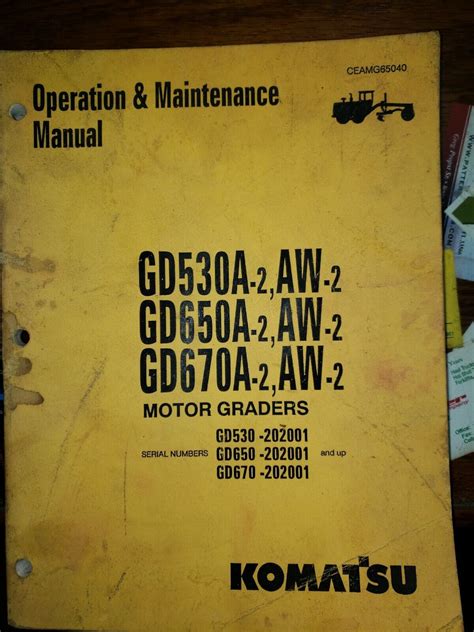 CEAMG65040
Operation & Maintenance
Manual
GD530A-2, AW-2
GD650A-2, AW-2
GD670A-2, AW-2
MOTOR GRADERS
GD530 -202001
SERIAL NUMBERS GD650 -202001 and up
GD670 -202001
KOMATSU